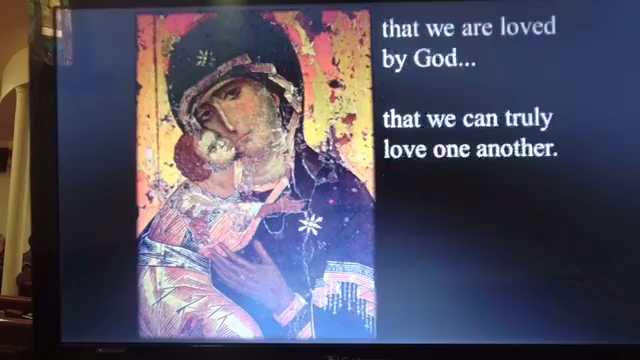 that we are loved
by God...
that we can truly
love one another.